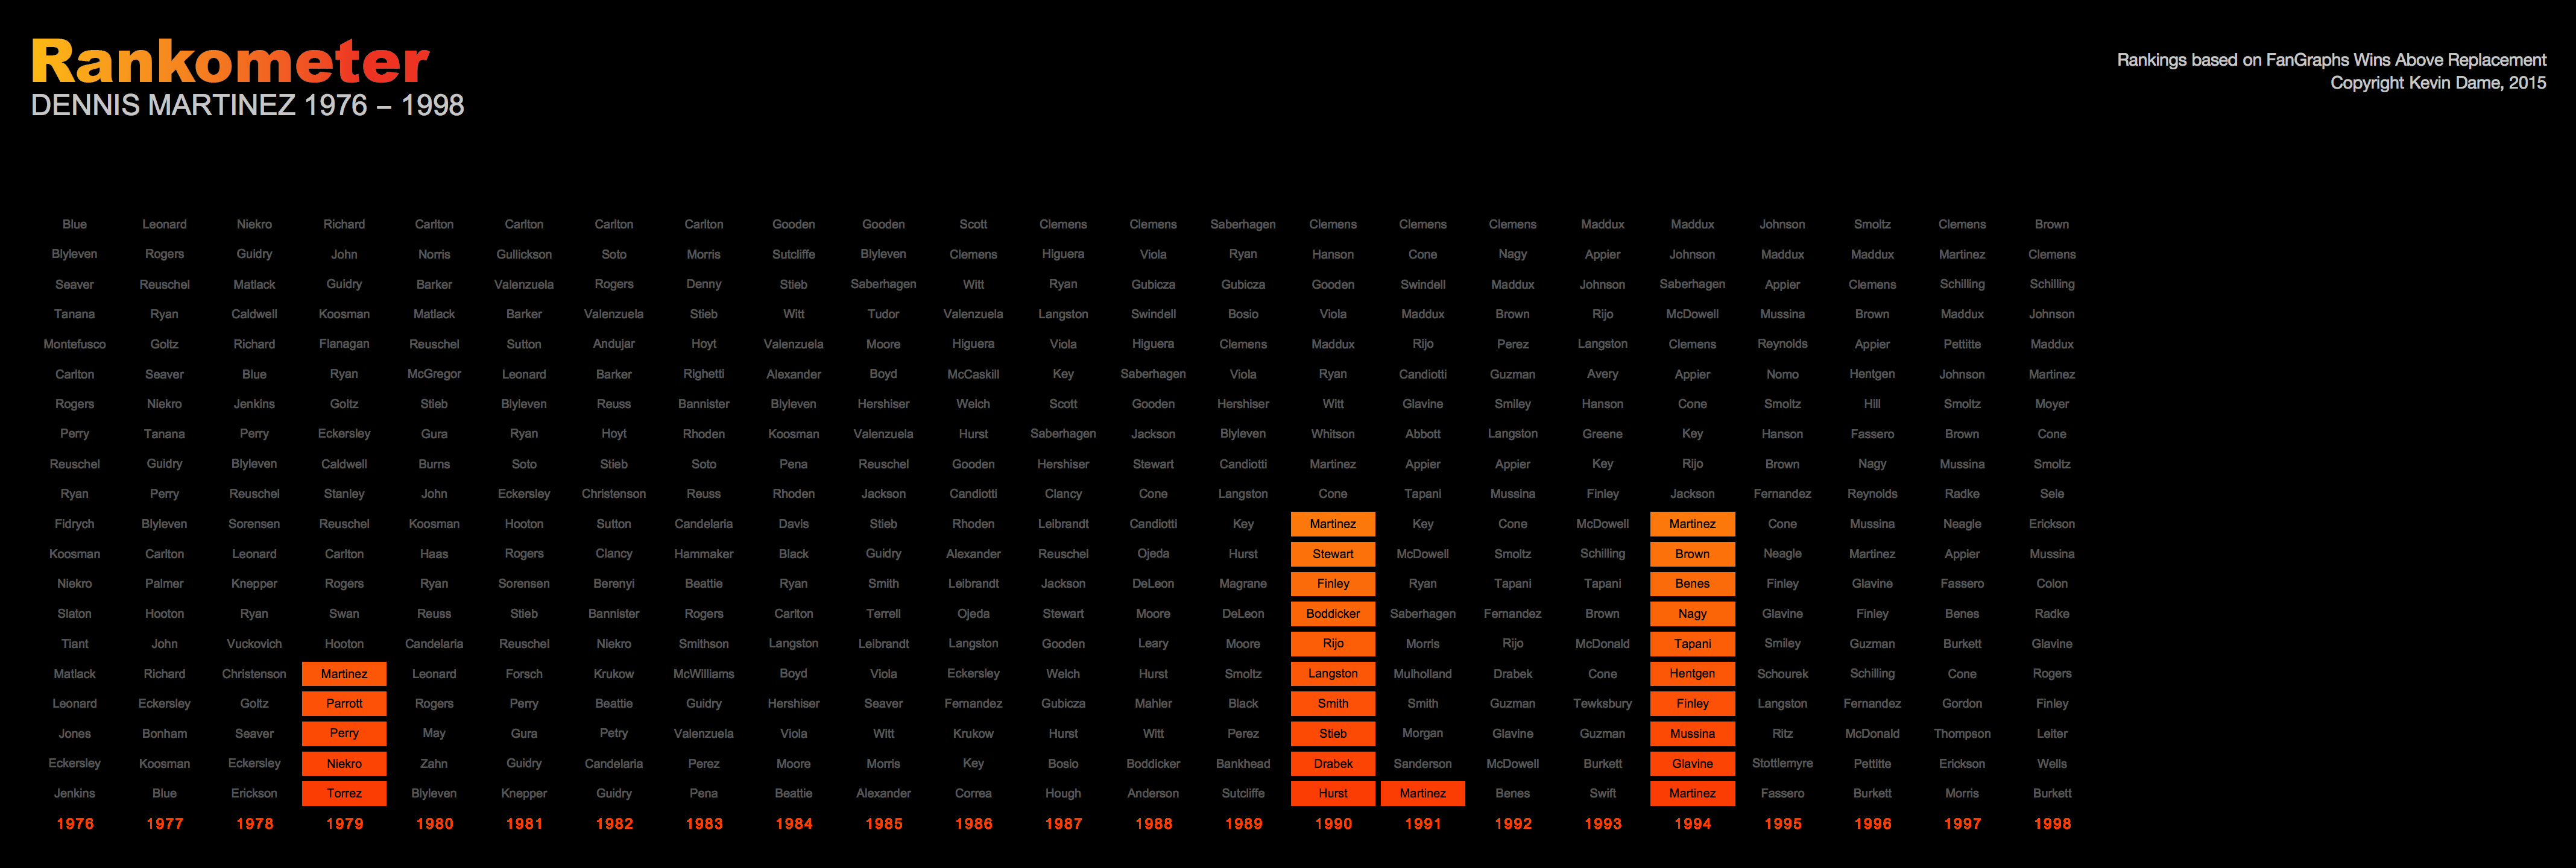 Rankometer
DENNIS MARTINEZ 1976 – 1998
Rankings based on FanGraphs Wins Above Replacement
Copyright Kevin Dame, 2015
Blue Leonard Niekro Richard Carlton Carlton Carlton Carlton Gooden Gooden Scott Clemens Clemens Saberhagen Clemens Clemens Clemens Maddux Maddux Johnson Smoltz Clemens Brown
Blyleven Rogers Guidry John Norris Gullickson Soto Morris Sutcliffe Blyleven Clemens Higuera Viola Ryan Hanson Cone Nagy Appier Johnson Maddux Maddux Martinez Clemens
Seaver Reuschel Matlack Guidry Barker Valenzuela Rogers Denny Stieb Saberhagen Witt Ryan Gubicza Gubicza Gooden Swindell Maddux Johnson Saberhagen Appier Clemens Schilling Schilling
Tanana Ryan Caldwell Koosman Matlack Barker Valenzuela Stieb Witt Tudor Valenzuela Langston Swindell Bosio Viola Maddux Brown Rijo McDowell Mussina Brown Maddux Johnson
Montefusco Goltz Richard Flanagan Reuschel Sutton Andujar Hoyt Valenzuela Moore Higuera Viola Higuera Clemens Maddux Rijo Perez Langston Clemens Reynolds Appier Pettitte Maddux
Carlton Seaver Blue Ryan McGregor Leonard Barker Righetti Alexander Boyd McCaskill Key Saberhagen Viola Ryan Candiotti Guzman Avery Appier Nomo Hentgen Johnson Martinez
Rogers Niekro Jenkins Goltz Stieb Blyleven Reuss Bannister Blyleven Hershiser Welch Scott Gooden Hershiser Witt Glavine Smiley Hanson Cone Smoltz Hill Smoltz Moyer
Perry Tanana Perry Eckersley Gura Ryan Hoyt Rhoden Koosman Valenzuela Hurst Saberhagen Jackson Blyleven Whitson Abbott Langston Greene Key Hanson Fassero Brown Cone
Reuschel Guidry Blyleven Caldwell Burns Soto Stieb Soto Pena Reuschel Gooden Hershiser Stewart Candiotti Martinez Appier Appier Key Rijo Brown Nagy Mussina Smoltz
Ryan Perry Reuschel Stanley John Eckersley Christenson Reuss Rhoden Jackson Candiotti Clancy Cone Langston Cone Tapani Mussina Finley Jackson Fernandez Reynolds Radke Sele
Fidrych Blyleven Sorensen Reuschel Koosman Hooton Sutton Candelaria Davis Stieb Rhoden Leibrandt Candiotti Key Martinez Key Cone McDowell Martinez Cone Mussina Neagle Erickson
Koosman Carlton Leonard Carlton Haas Rogers Clancy Hammaker Black Guidry Alexander Reuschel Ojeda Hurst Stewart McDowell Smoltz Schilling Brown Neagle Martinez Appier Mussina
Niekro Palmer Knepper Rogers Ryan Sorensen Berenyi Beattie Ryan Smith Leibrandt Jackson DeLeon Magrane Finley Ryan Tapani Tapani Benes Finley Glavine Fassero Colon
Slaton Hooton Ryan Swan Reuss Stieb Bannister Rogers Carlton Terrell Ojeda Stewart Moore DeLeon Boddicker Saberhagen Fernandez Brown Nagy Glavine Finley Benes Radke
Tiant John Vuckovich Hooton Candelaria Reuschel Niekro Smithson Langston Leibrandt Langston Gooden Leary Moore Rijo Morris Rijo McDonald Tapani Smiley Guzman Burkett Glavine
Matlack Richard Christenson Martinez Leonard Forsch Krukow McWilliams Boyd Viola Eckersley Welch Hurst Smoltz Langston Mulholland Drabek Cone Hentgen Schourek Schilling Cone Rogers
Leonard Eckersley Goltz Parrott Rogers Perry Beattie Guidry Hershiser Seaver Fernandez Gubicza Mahler Black Smith Smith Guzman Tewksbury Finley Langston Fernandez Gordon Finley
Jones Bonham Seaver Perry May Gura Petry Valenzuela Viola Witt Krukow Hurst Witt Perez Stieb Morgan Glavine Guzman Mussina Ritz McDonald Thompson Leiter
Eckersley Koosman Eckersley Niekro Zahn Guidry Candelaria Perez Moore Morris Key Bosio Boddicker Bankhead Drabek Sanderson McDowell Burkett Glavine Stottlemyre Pettitte Erickson Wells
Jenkins Blue Erickson Torrez Blyleven Knepper Guidry Pena Beattie Alexander Correa Hough Anderson Sutcliffe Hurst Martinez Benes Swift Martinez Fassero Burkett Morris Burkett
1976 1977 1978 1979 1980 1981 1982 1983 1984 1985 1986 1987 1988 1989 1990 1991 1992 1993 1994 1995 1996 1997 1998